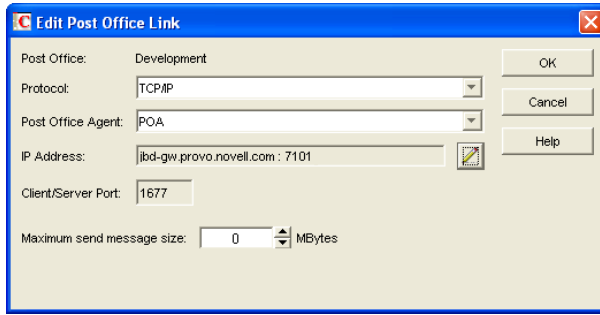 Edit Post Office Link
Post Office: Development
OK
Protocol: TCP/IP
Cancel
Post Office Agent: POA
Help
IP Address: jbd-gw.provo.novell.com : 7101
Client/Server Port: 1677
Maximum send message size: 0 MBytes